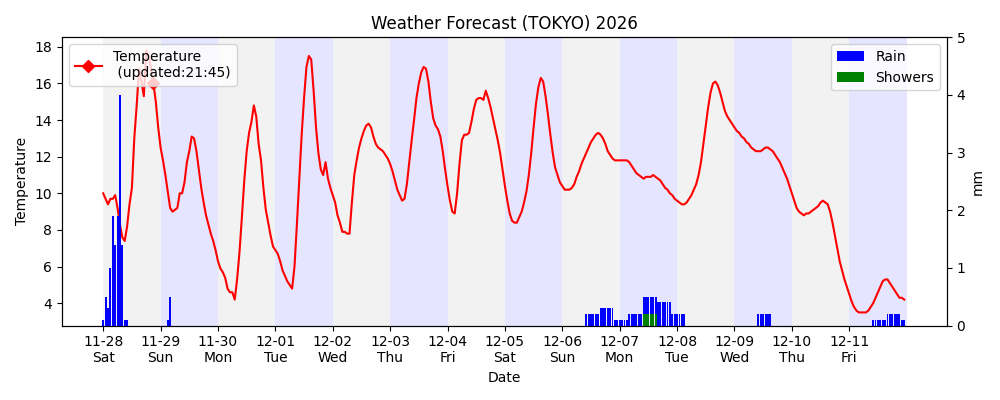 Weather Forecast (TOKYO) 2026
Temperature
(updated:21:45)
Rain
Showers
Temperature
18
16
14
12
10
8
6
4
5
4
3
2
1
0
mm
11-28 11-29 11-30 12-01 12-02 12-03 12-04 12-05 12-06 12-07 12-08 12-09 12-10 12-11
Sat Sun Mon Tue Wed Thu Fri Sat Sun Mon Tue Wed Thu Fri
Date